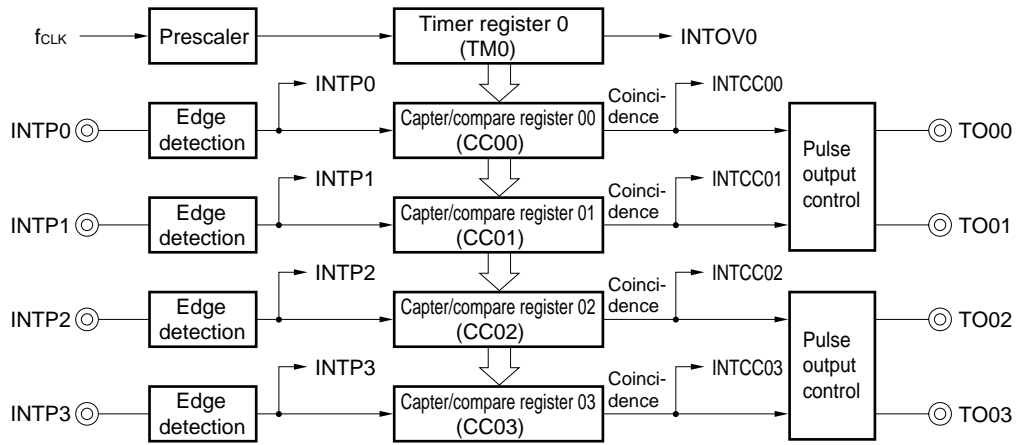 fCLK
Prescaler
Timer register 0
(TM0)
INTOV0
INTP0
INTCC00
INTP0
Edge
detection
Capter/compare register 00
(CC00)
Coinci-
dence
Pulse
output
control
TO00
INTP1
INTCC01
INTP1
Edge
detection
Capter/compare register 01
(CC01)
Coinci-
dence
TO01
INTP2
INTCC02
INTP2
Edge
detection
Capter/compare register 02
(CC02)
Coinci-
dence
Pulse
output
control
TO02
INTP3
INTCC03
INTP3
Edge
detection
Capter/compare register 03
(CC03)
Coinci-
dence
TO03